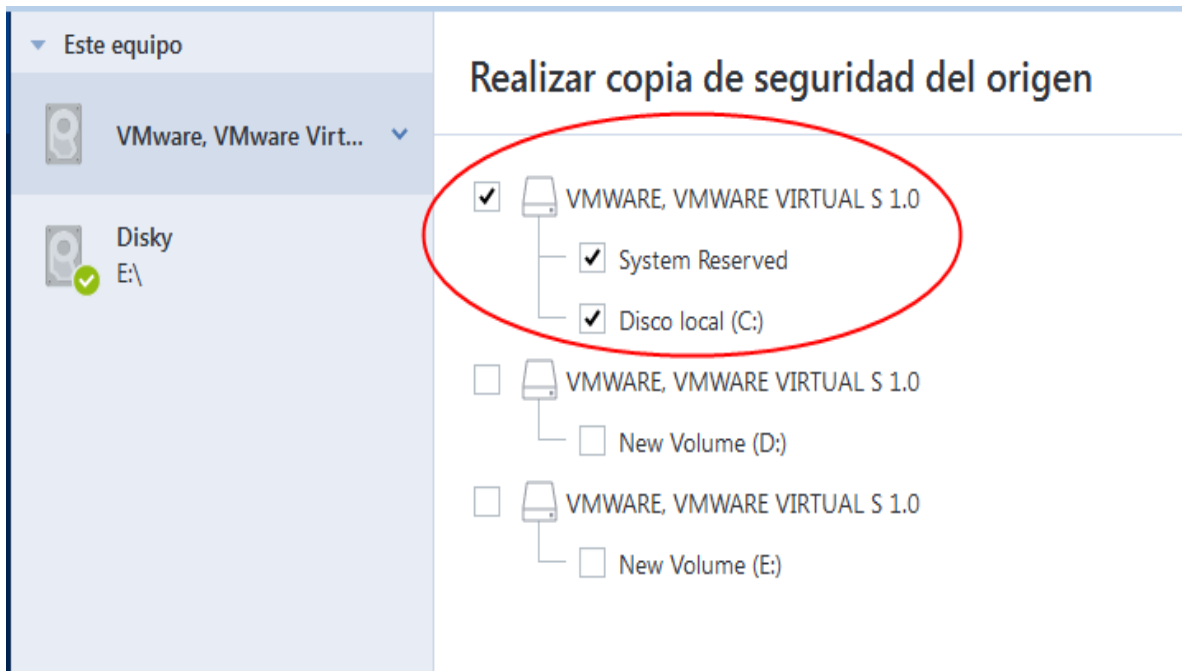 Este equipo
VMware, VMware Virt...
Disky
E:\
Realizar copia de seguridad del origen
VMWARE, VMWARE VIRTUAL S 1.0
System Reserved
Disco local (C:)
VMWARE, VMWARE VIRTUAL S 1.0
New Volume (D:)
VMWARE, VMWARE VIRTUAL S 1.0
New Volume (E:)